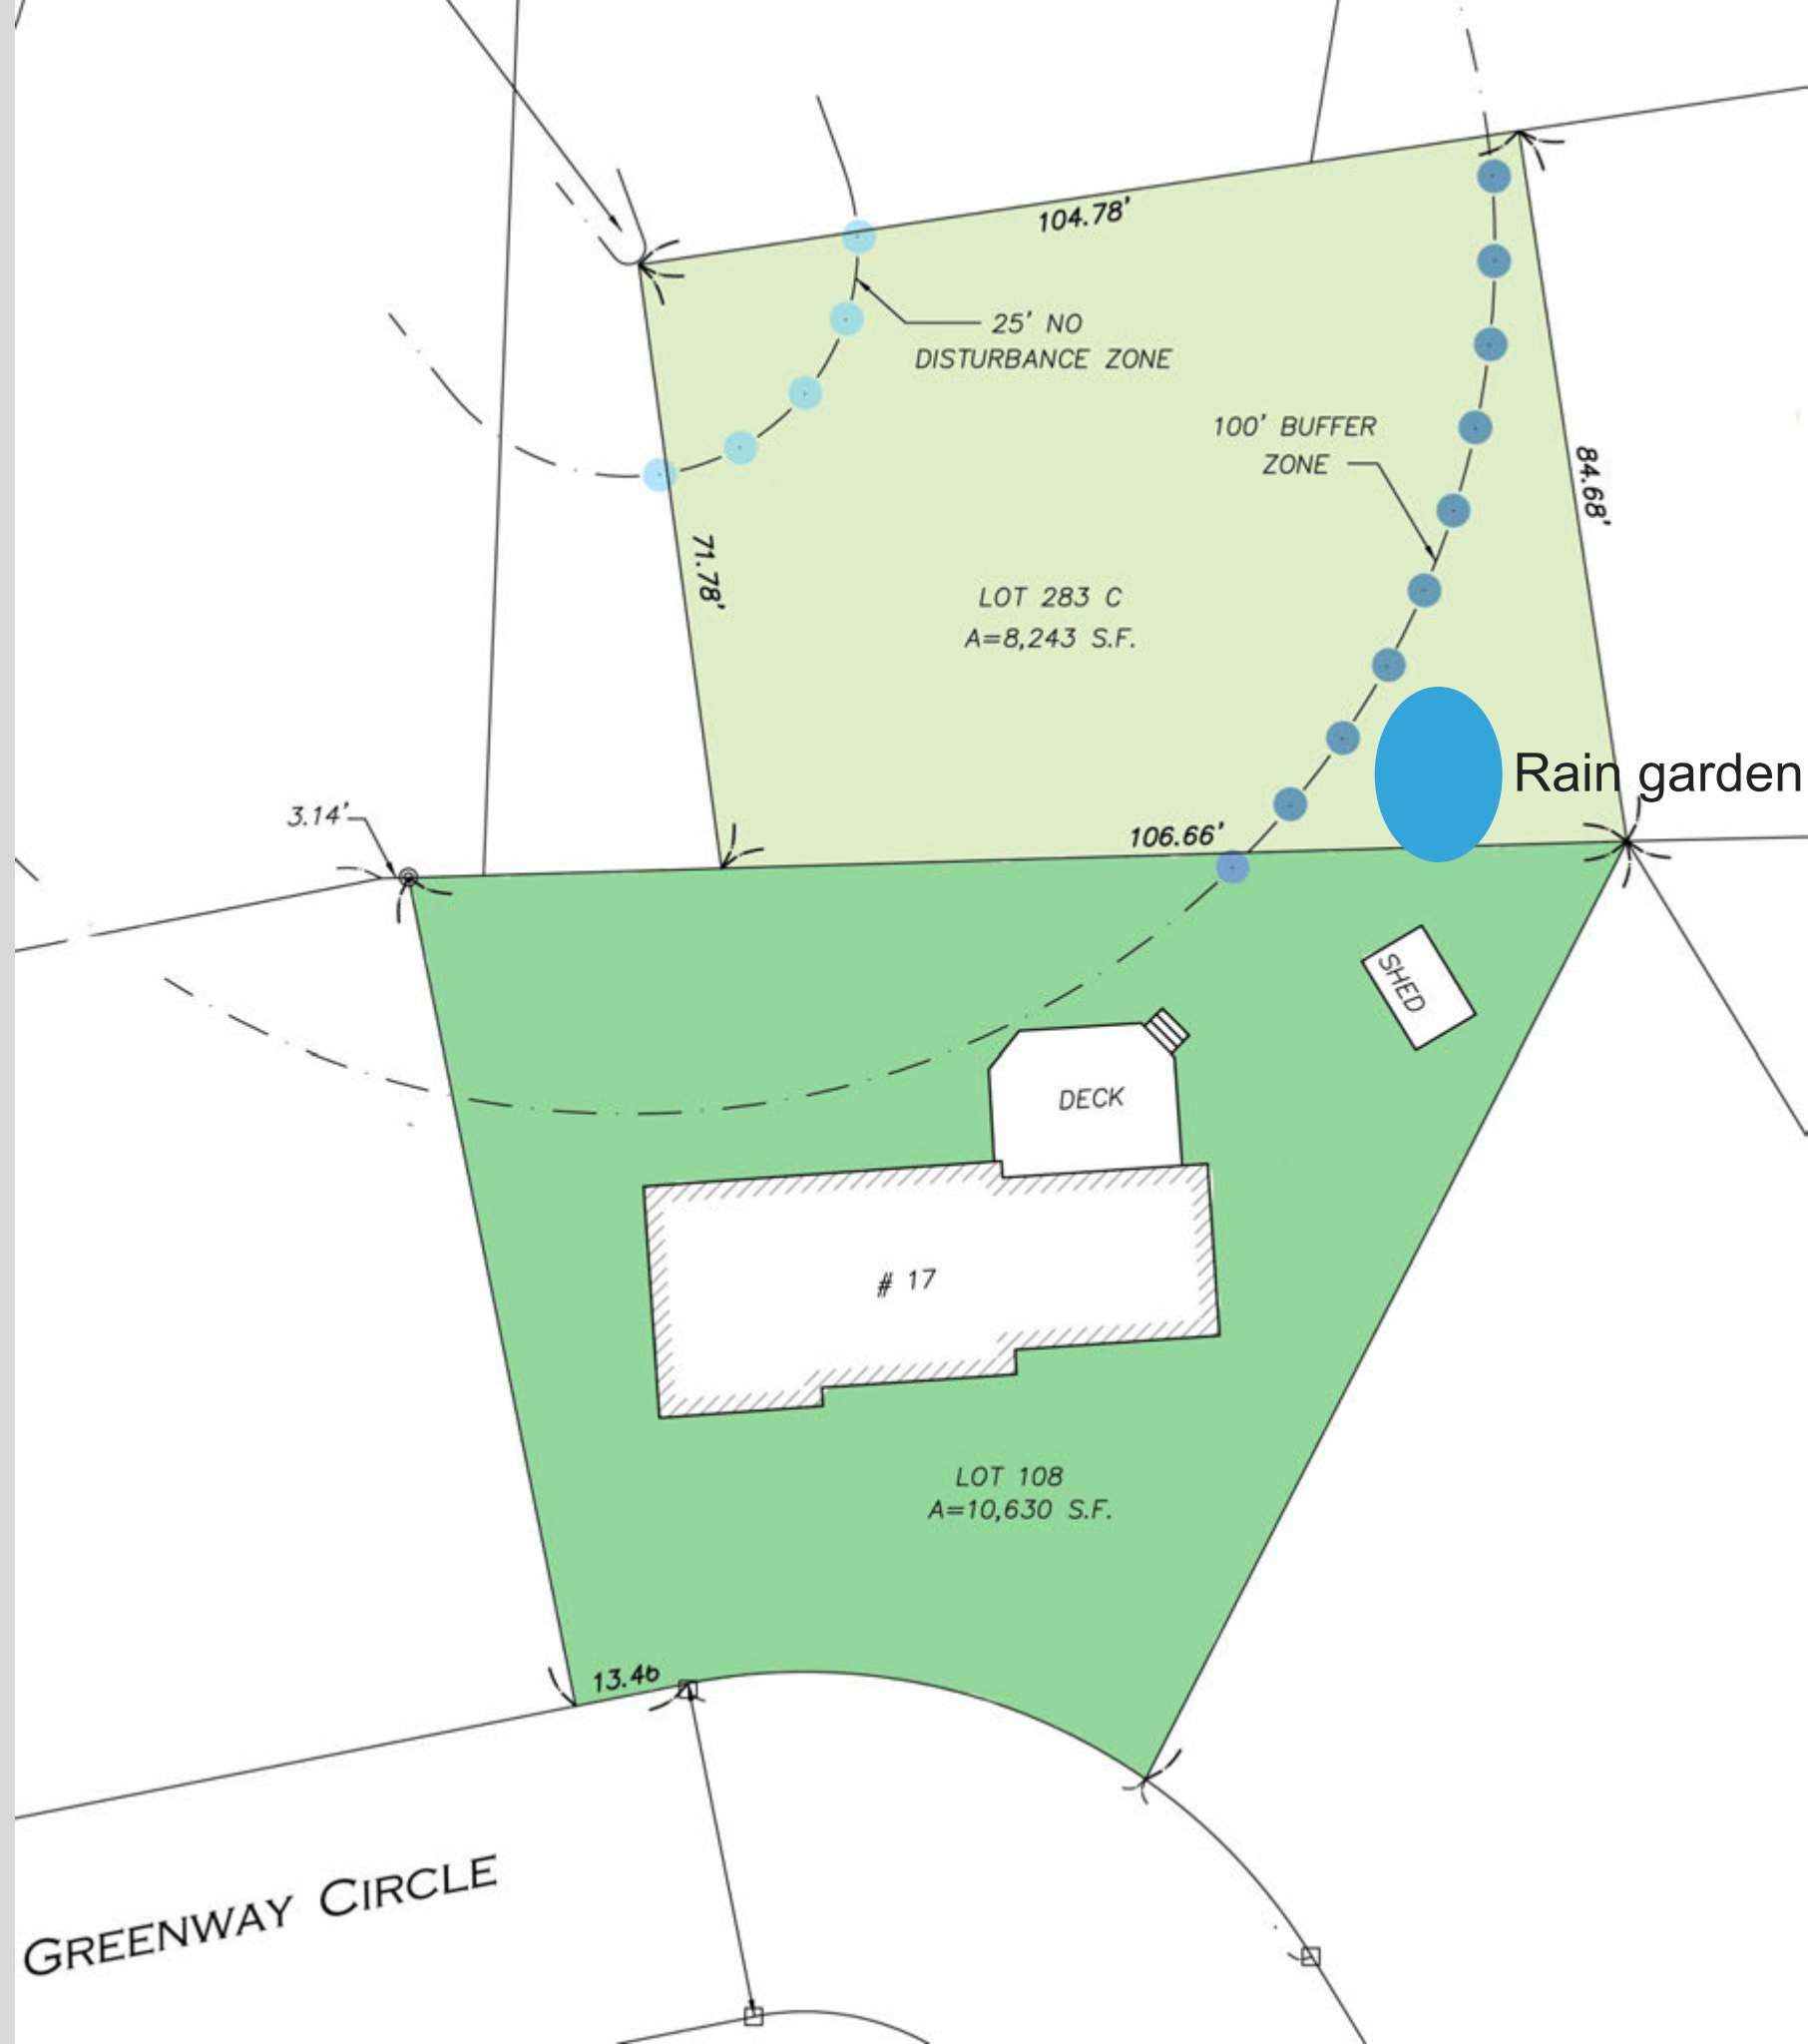 104.78'
25' NO
DISTURBANCE ZONE
100' BUFFER
ZONE
84.68'
71.78'
LOT 283 C
A=8,243 S.F.
Rain garden
3.14'
106.66'
SHED
DECK
# 17
LOT 108
A=10,630 S.F.
13.46
GREENWAY CIRCLE